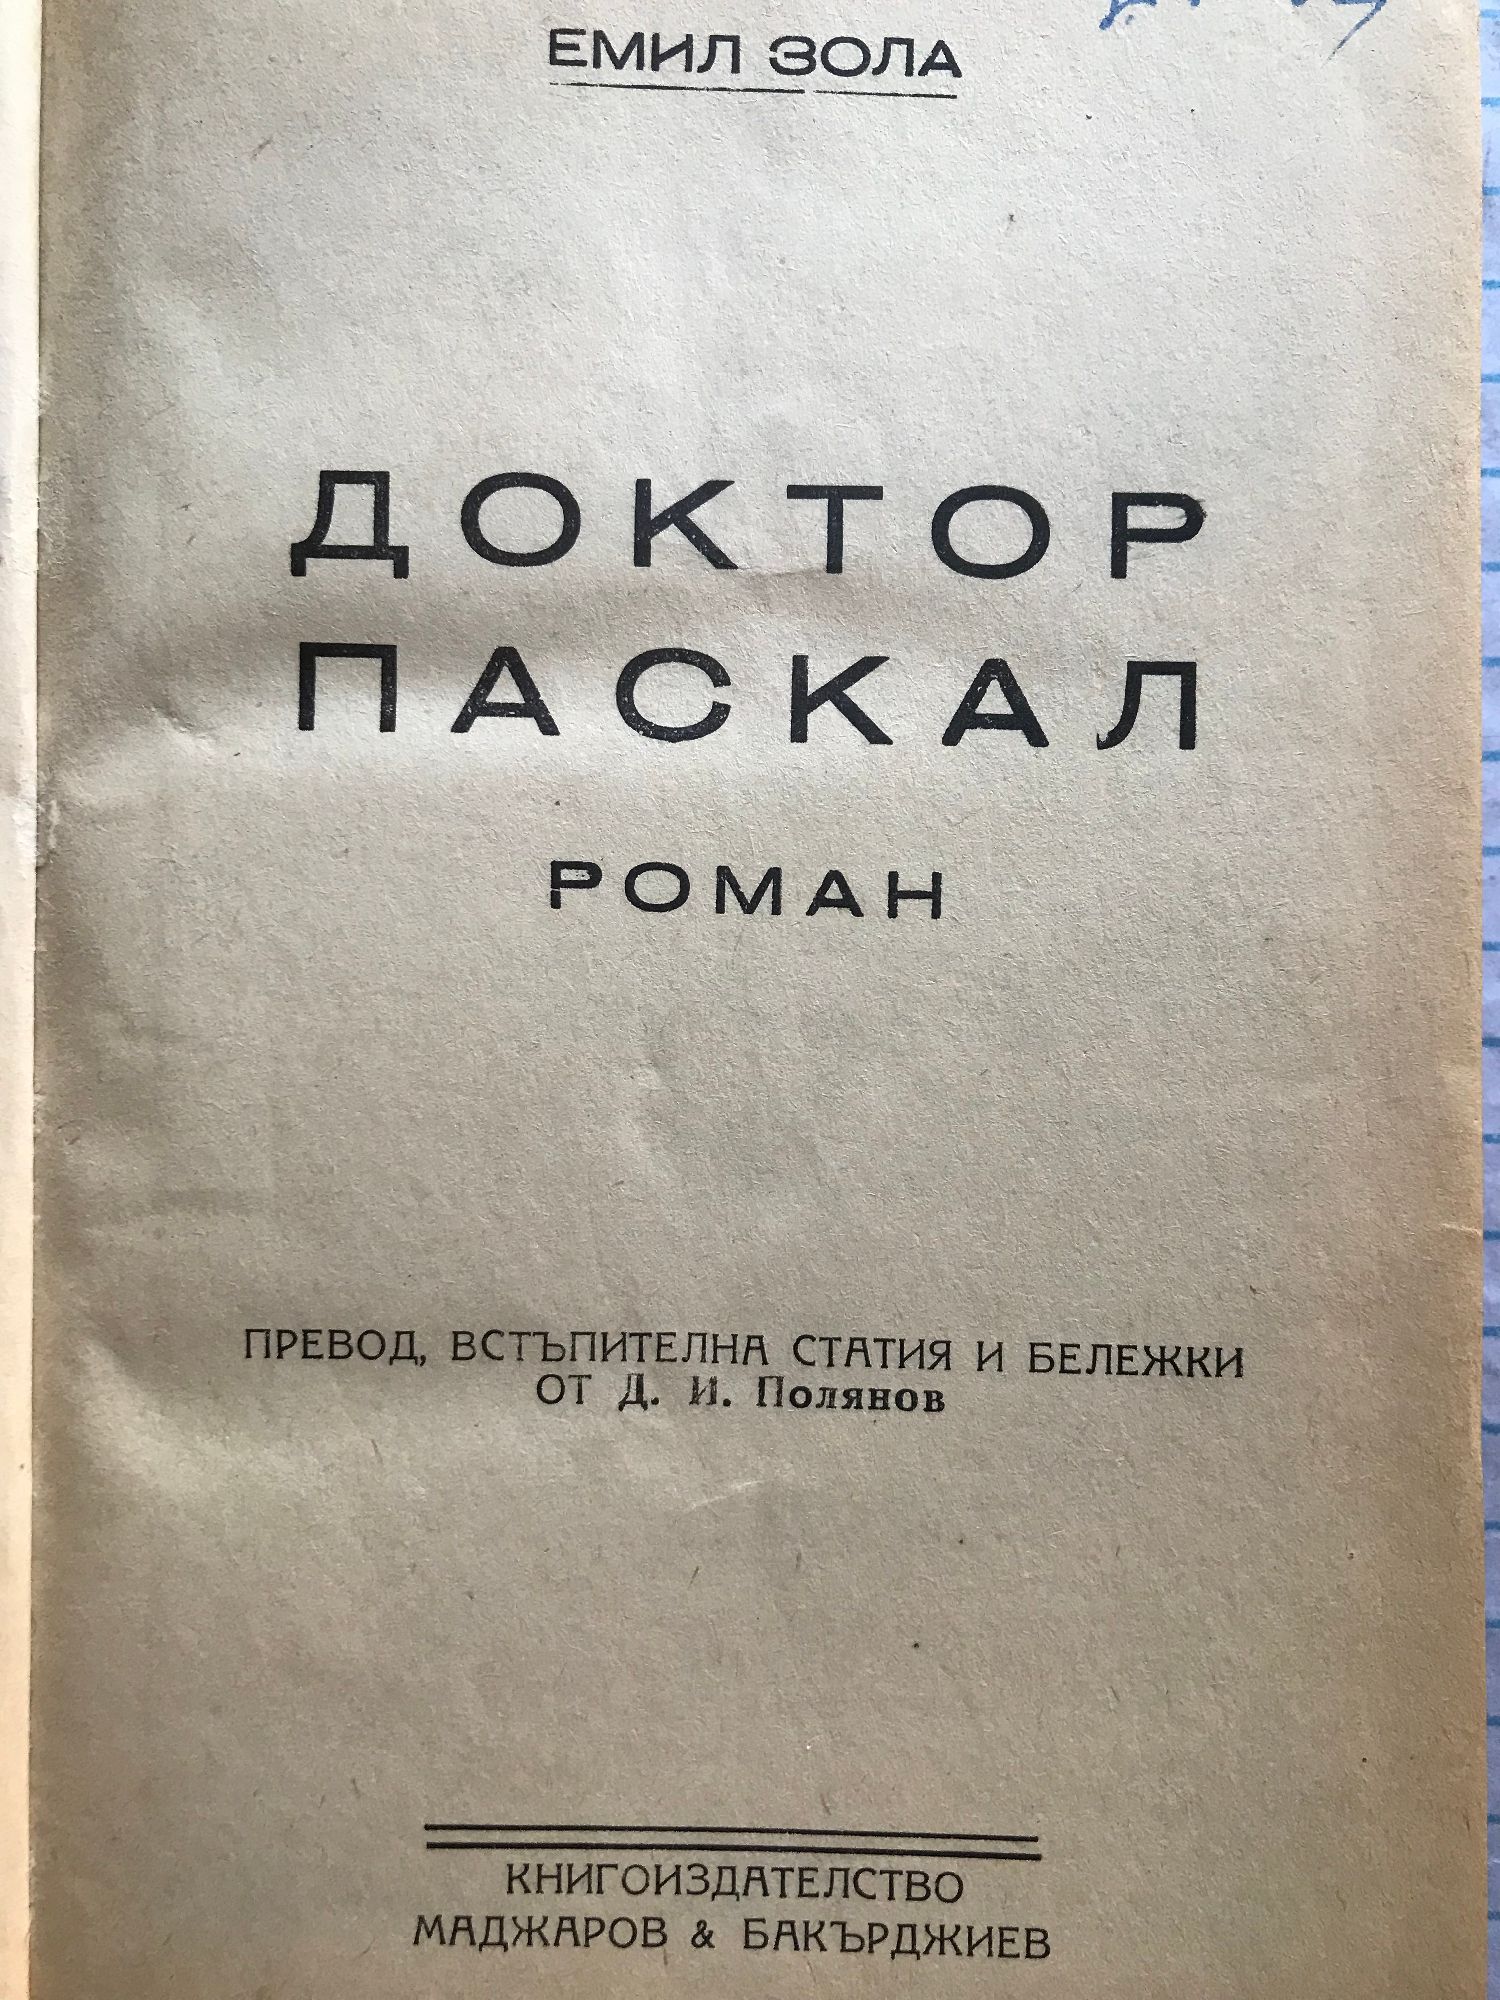 ЕМИЛ ЗОЛА
ДОКТОР
ПАСКАЛ
РОМАН
ПРЕВОД, ВСТЪПИТЕЛНА СТАТИЯ И БЕЛЕЖКИ
ОТ Д. И. Полянов
КНИГОИЗДАТЕЛСТВО
МАДЖАРОВ & БАКЪРДЖИЕВ